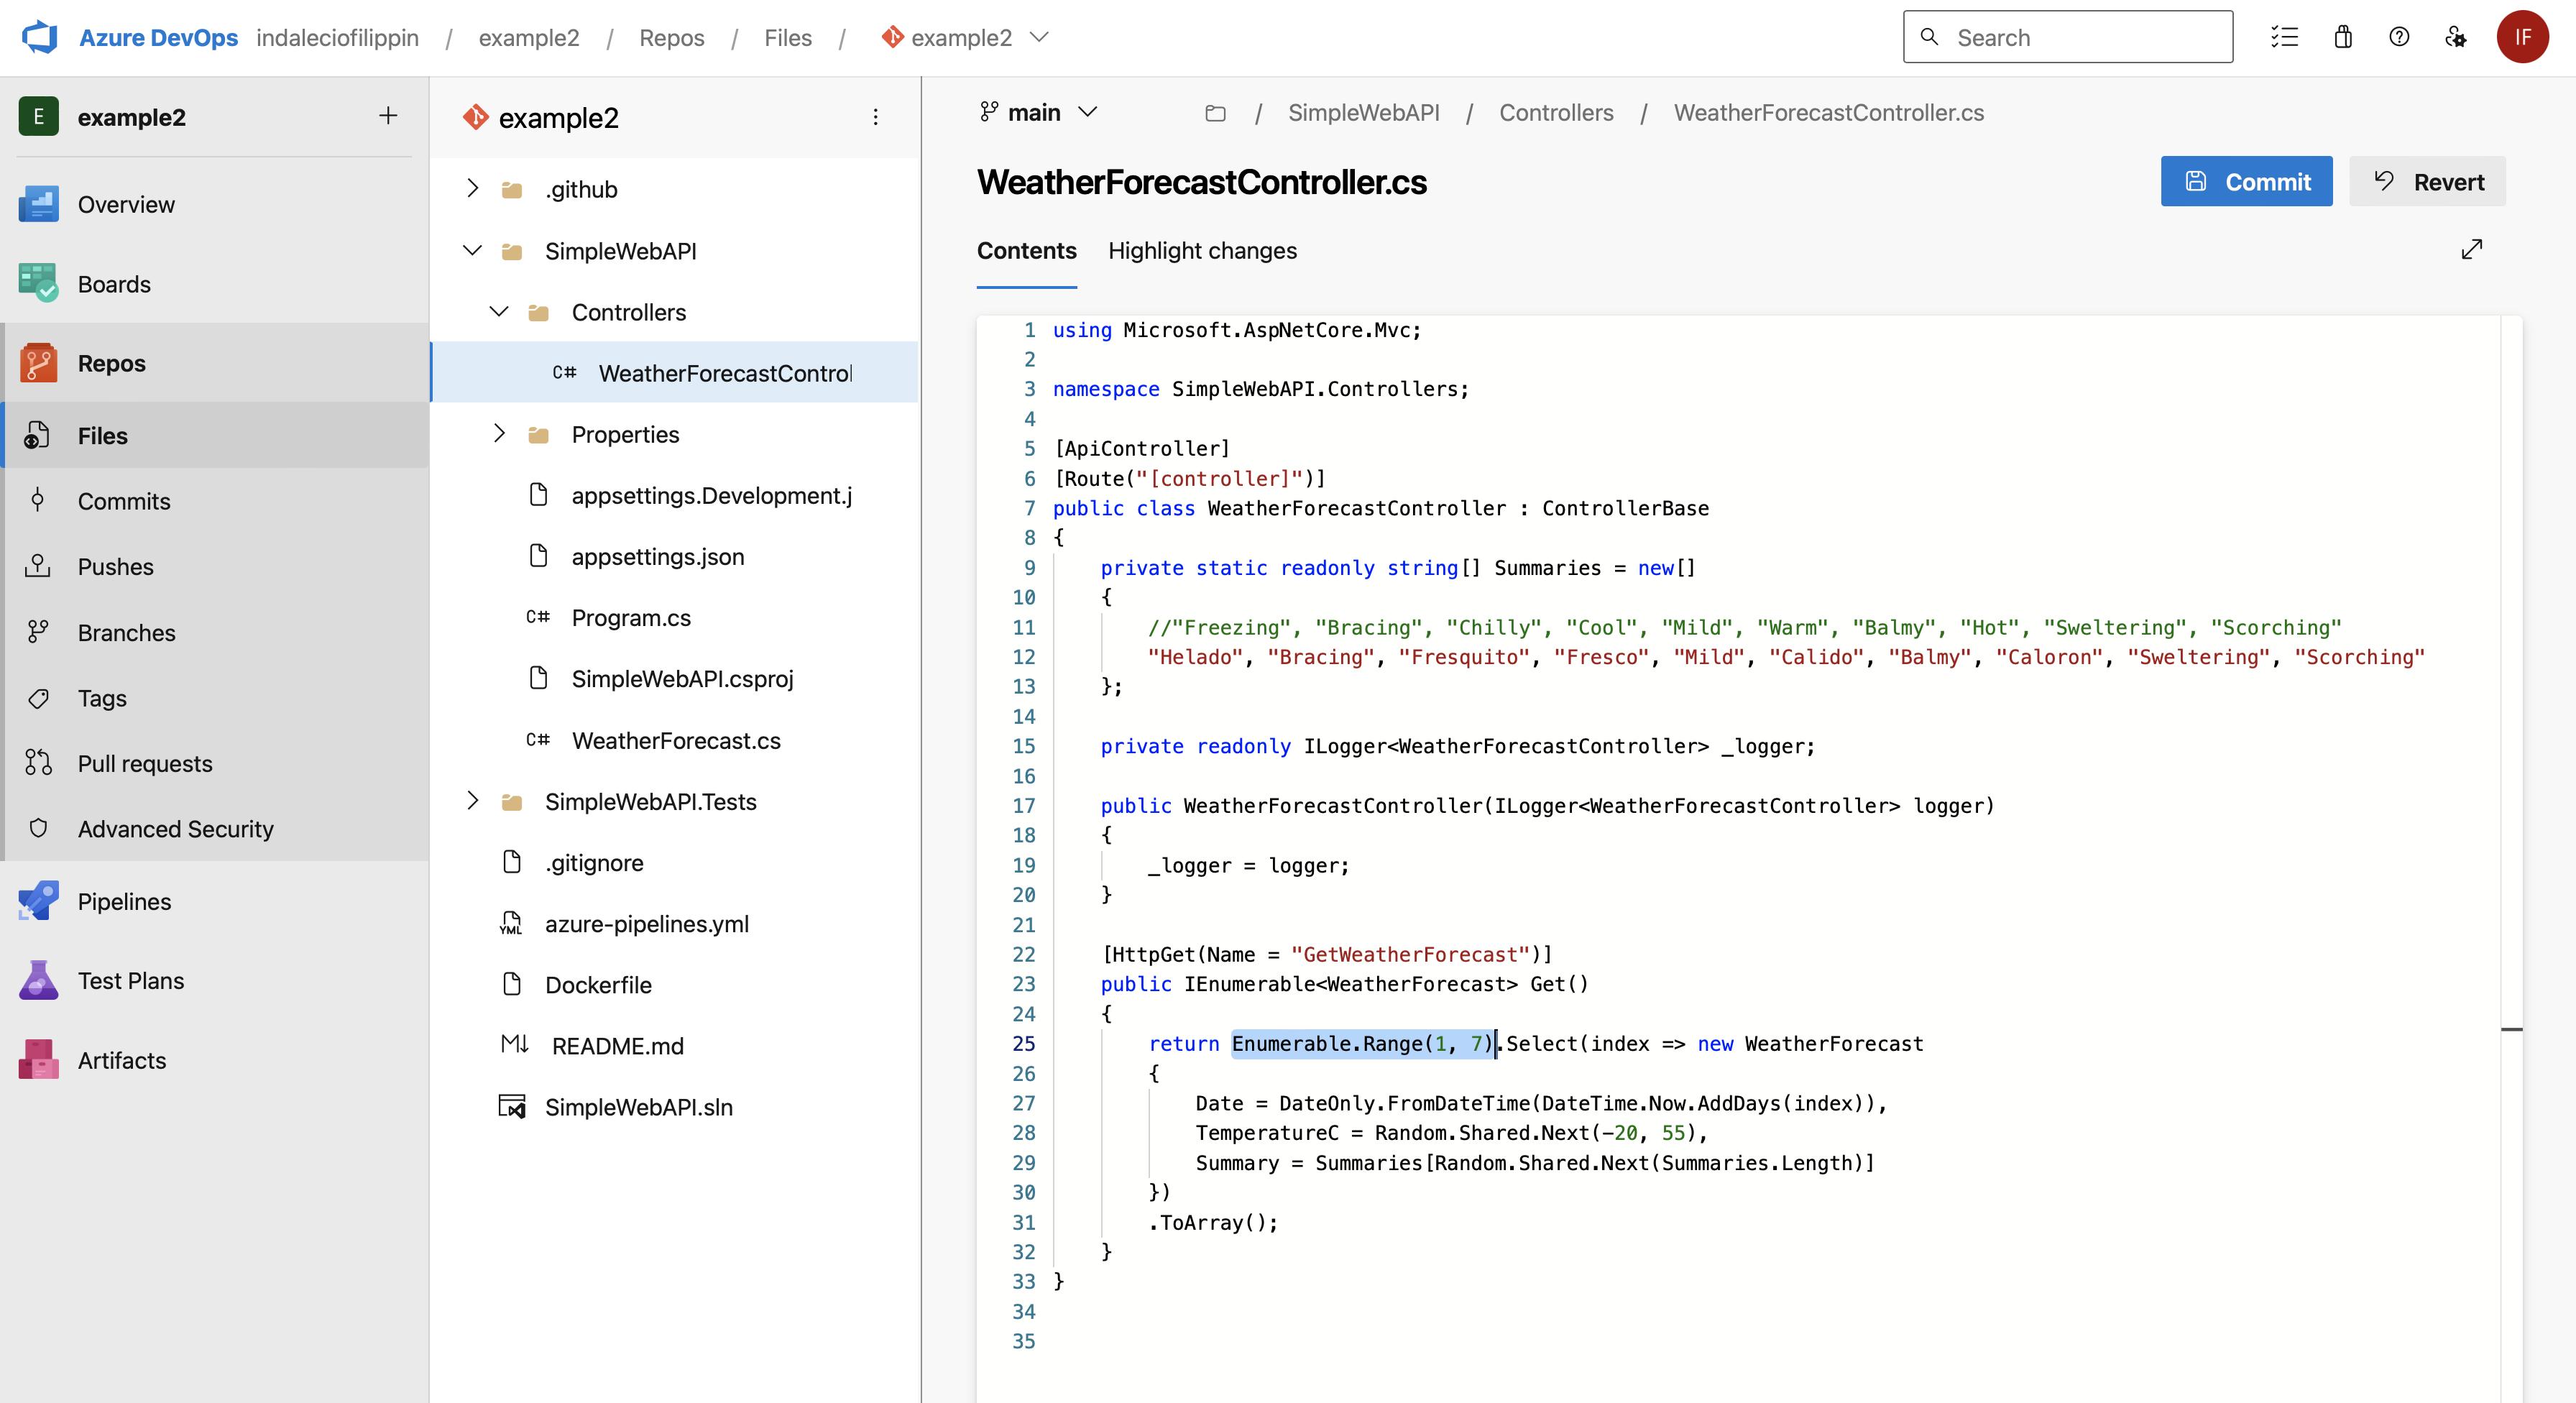 Azure DevOps indaleciofilippin / example2 / Repos / Files / example2
Search
IF
E example2
Overview
Boards
Repos
Files
Commits
Pushes
Branches
Tags
Pull requests
Advanced Security
Pipelines
Test Plans
Artifacts
example2
.github
SimpleWebAPI
Controllers
C# WeatherForecastControl
Properties
appsettings.Development.j
appsettings.json
C# Program.cs
SimpleWebAPI.csproj
C# WeatherForecast.cs
SimpleWebAPI.Tests
.gitignore
YML azure-pipelines.yml
Dockerfile
M↓ README.md
SimpleWebAPI.sln
main / SimpleWebAPI / Controllers / WeatherForecastController.cs
WeatherForecastController.cs
Commit
Revert
Contents Highlight changes
1 using Microsoft.AspNetCore.Mvc;
2
3 namespace SimpleWebAPI.Controllers;
4
5 [ApiController]
6 [Route("[controller]")]
7 public class WeatherForecastController : ControllerBase
8 {
9 private static readonly string[] Summaries = new[]
10 {
11 //"Freezing", "Bracing", "Chilly", "Cool", "Mild", "Warm", "Balmy", "Hot", "Sweltering", "Scorching"
12 "Helado", "Bracing", "Fresquito", "Fresco", "Mild", "Calido", "Balmy", "Caloron", "Sweltering", "Scorching"
13 };
14
15 private readonly ILogger<WeatherForecastController> _logger;
16
17 public WeatherForecastController(ILogger<WeatherForecastController> logger)
18 {
19 _logger = logger;
20 }
21
22 [HttpGet(Name = "GetWeatherForecast")]
23 public IEnumerable<WeatherForecast> Get()
24 {
25 return Enumerable.Range(1, 7).Select(index => new WeatherForecast
26 {
27 Date = DateOnly.FromDateTime(DateTime.Now.AddDays(index)),
28 TemperatureC = Random.Shared.Next(-20, 55),
29 Summary = Summaries[Random.Shared.Next(Summaries.Length)]
30 })
31 .ToArray();
32 }
33 }
34
35